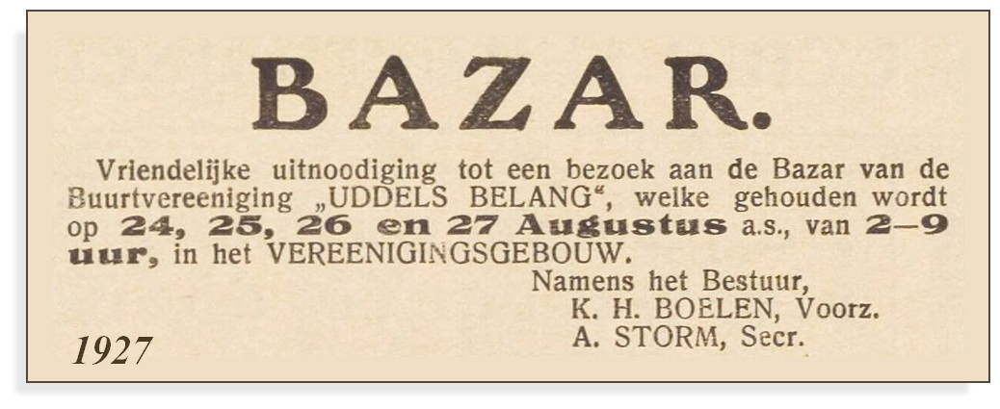 BAZAR.
Vriendelijke uitnoodiging tot een bezoek aan de Bazar van de
Buurtvereeniging „UDDELS BELANG“, welke gehouden wordt
op 24, 25, 26 en 27 Augustus a.s., van 2—9
uur, in het VEREENIGINGSGEBOUW.
Namens het Bestuur,
K. H. BOELEN, Voorz.
A. STORM, Secr.
1927